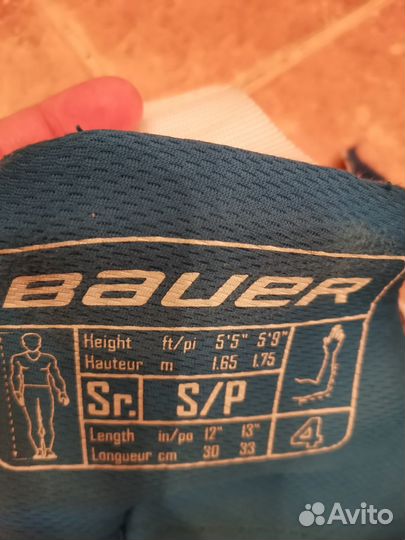 BAUER
Height ft/pi 5'5" 5'9"
Hauteur m 1.65 1.75
Sr. S/P
Length in/po 12" 13"
Longueur cm 30 33
4
Avito